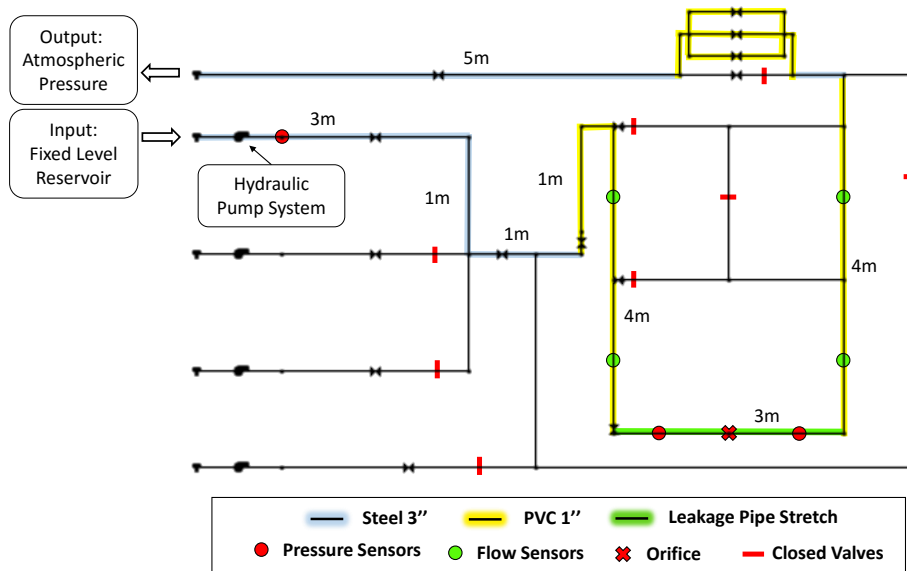 Output:
Atmospheric
Pressure
5m
Input:
Fixed Level
Reservoir
3m
Hydraulic
Pump System
1m
1m
1m
4m
4m
3m
Steel 3’’
PVC 1’’
Leakage Pipe Stretch
Pressure Sensors
Flow Sensors
Orifice
Closed Valves